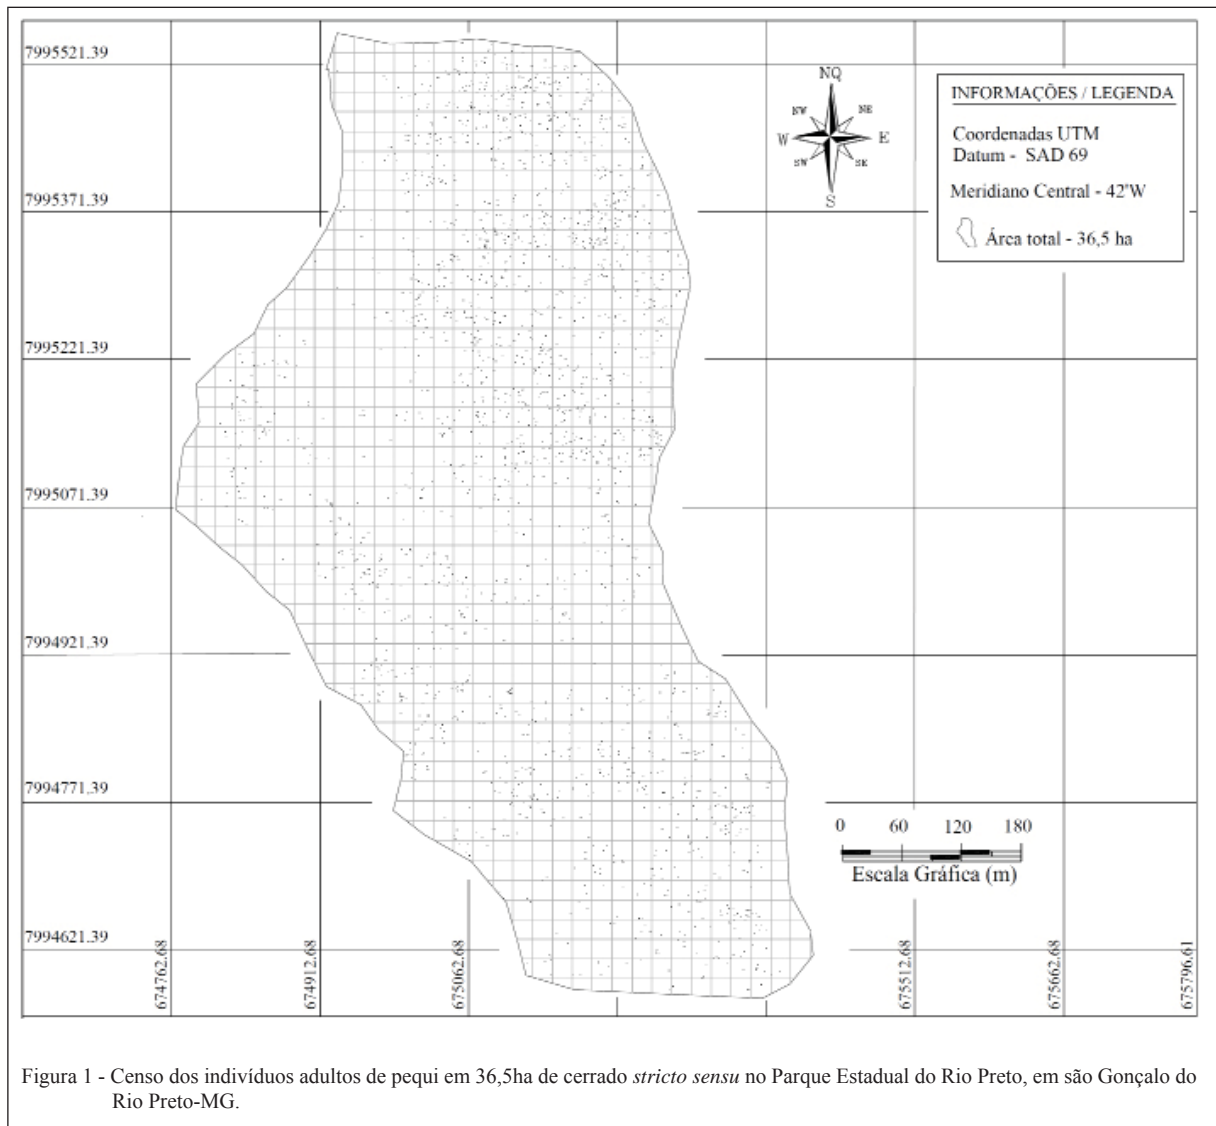 7995521.39
7995371.39
7995221.39
7995071.39
7994921.39
7994771.39
7994621.39
674762.68
674912.68
675062.68
675512.68
675662.68
675796.61
NQ
NW
NE
W
E
SW
SE
S
INFORMAÇÕES / LEGENDA
Coordenadas UTM
Datum - SAD 69
Meridiano Central - 42°W
Área total - 36,5 ha
0 60 120 180
Escala Gráfica (m)
Figura 1 - Censo dos indivíduos adultos de pequi em 36,5ha de cerrado stricto sensu no Parque Estadual do Rio Preto, em são Gonçalo do
Rio Preto-MG.